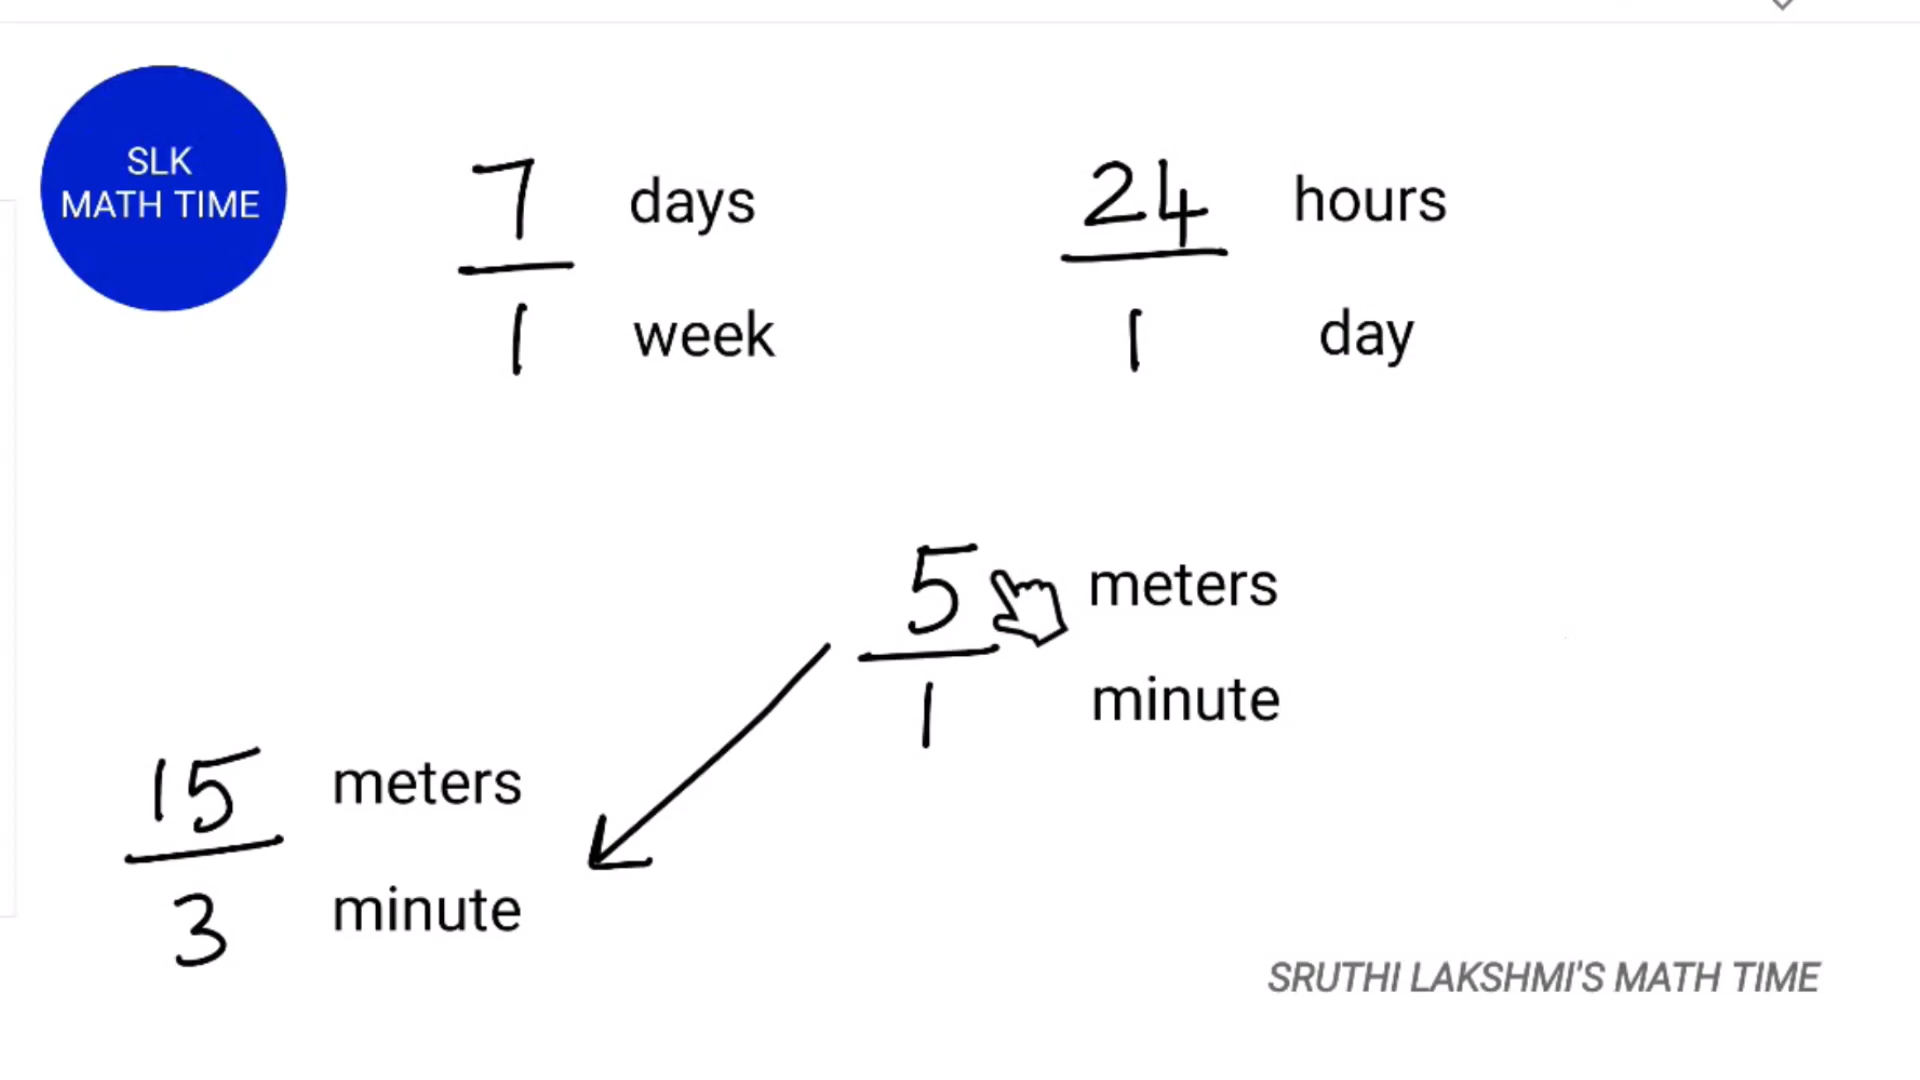 SLK
MATH TIME
7 days
1 week
24 hours
1 day
5 meters
1 minute
15 meters
3 minute
SRUTHI LAKSHMI'S MATH TIME